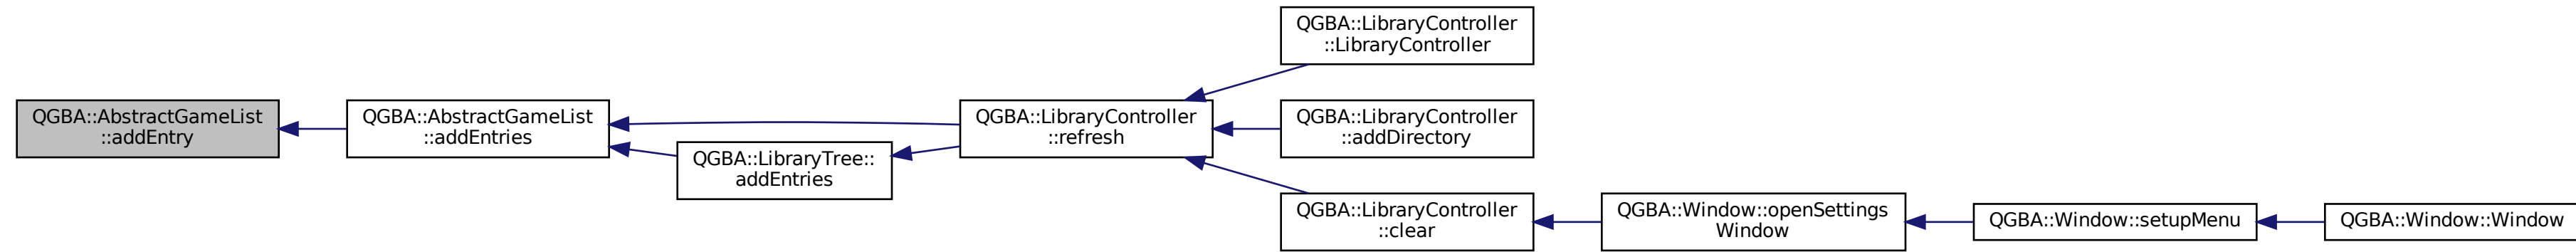 QGBA::AbstractGameList
::addEntry
QGBA::AbstractGameList
::addEntries
QGBA::LibraryTree::
addEntries
QGBA::LibraryController
::refresh
QGBA::LibraryController
::LibraryController
QGBA::LibraryController
::addDirectory
QGBA::LibraryController
::clear
QGBA::Window::openSettings
Window
QGBA::Window::setupMenu
QGBA::Window::Window